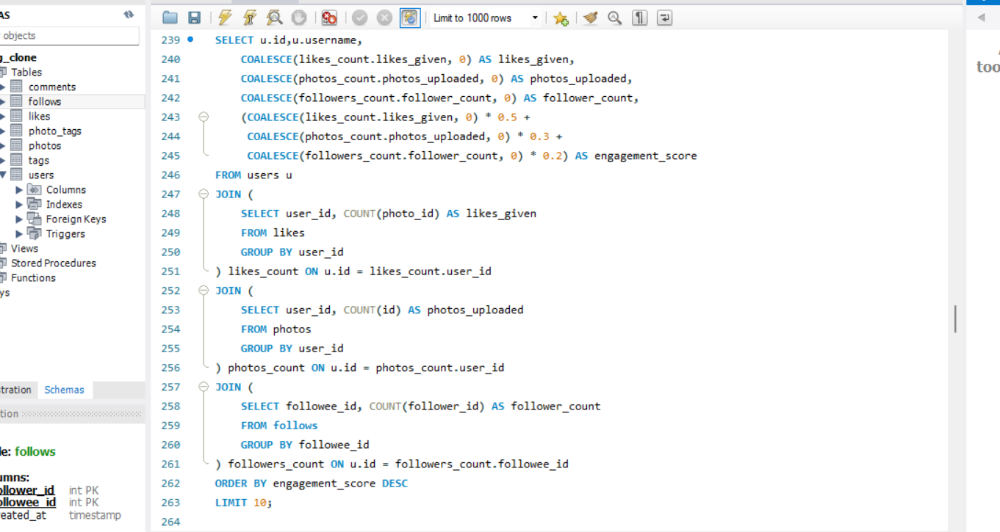 AS
objects
g_clone
Tables
comments
follows
likes
photo_tags
photos
tags
users
Columns
Indexes
Foreign Keys
Triggers
Views
Stored Procedures
Functions
ys
tration Schemas
tion
le: follows
umns:
ollower_id int PK
ollowee_id int PK
reated_at timestamp
Limit to 1000 rows
239 SELECT u.id,u.username,
240 COALESCE(likes_count.likes_given, 0) AS likes_given,
241 COALESCE(photos_count.photos_uploaded, 0) AS photos_uploaded,
242 COALESCE(followers_count.follower_count, 0) AS follower_count,
243 (COALESCE(likes_count.likes_given, 0) * 0.5 +
244 COALESCE(photos_count.photos_uploaded, 0) * 0.3 +
245 COALESCE(followers_count.follower_count, 0) * 0.2) AS engagement_score
246 FROM users u
247 JOIN (
248 SELECT user_id, COUNT(photo_id) AS likes_given
249 FROM likes
250 GROUP BY user_id
251 ) likes_count ON u.id = likes_count.user_id
252 JOIN (
253 SELECT user_id, COUNT(id) AS photos_uploaded
254 FROM photos
255 GROUP BY user_id
256 ) photos_count ON u.id = photos_count.user_id
257 JOIN (
258 SELECT followee_id, COUNT(follower_id) AS follower_count
259 FROM follows
260 GROUP BY followee_id
261 ) followers_count ON u.id = followers_count.followee_id
262 ORDER BY engagement_score DESC
263 LIMIT 10;
264
too